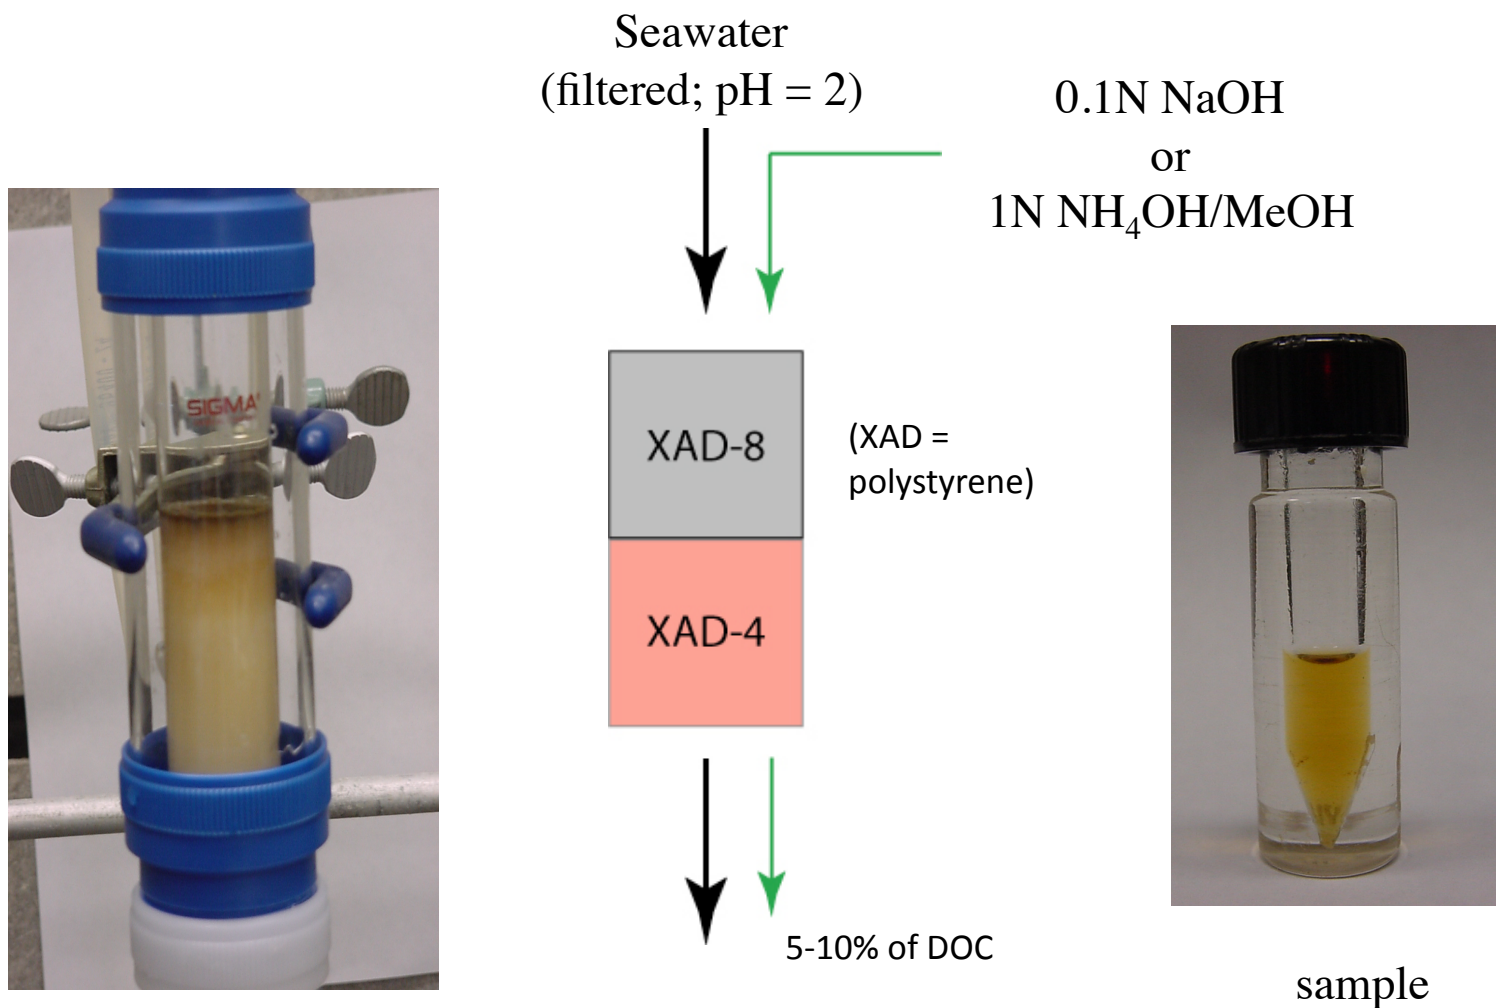 Seawater
(filtered; pH = 2)
0.1N NaOH
or
1N NH₄OH/MeOH
SIGMA
XAD-8
(XAD =
polystyrene)
XAD-4
5-10% of DOC
sample